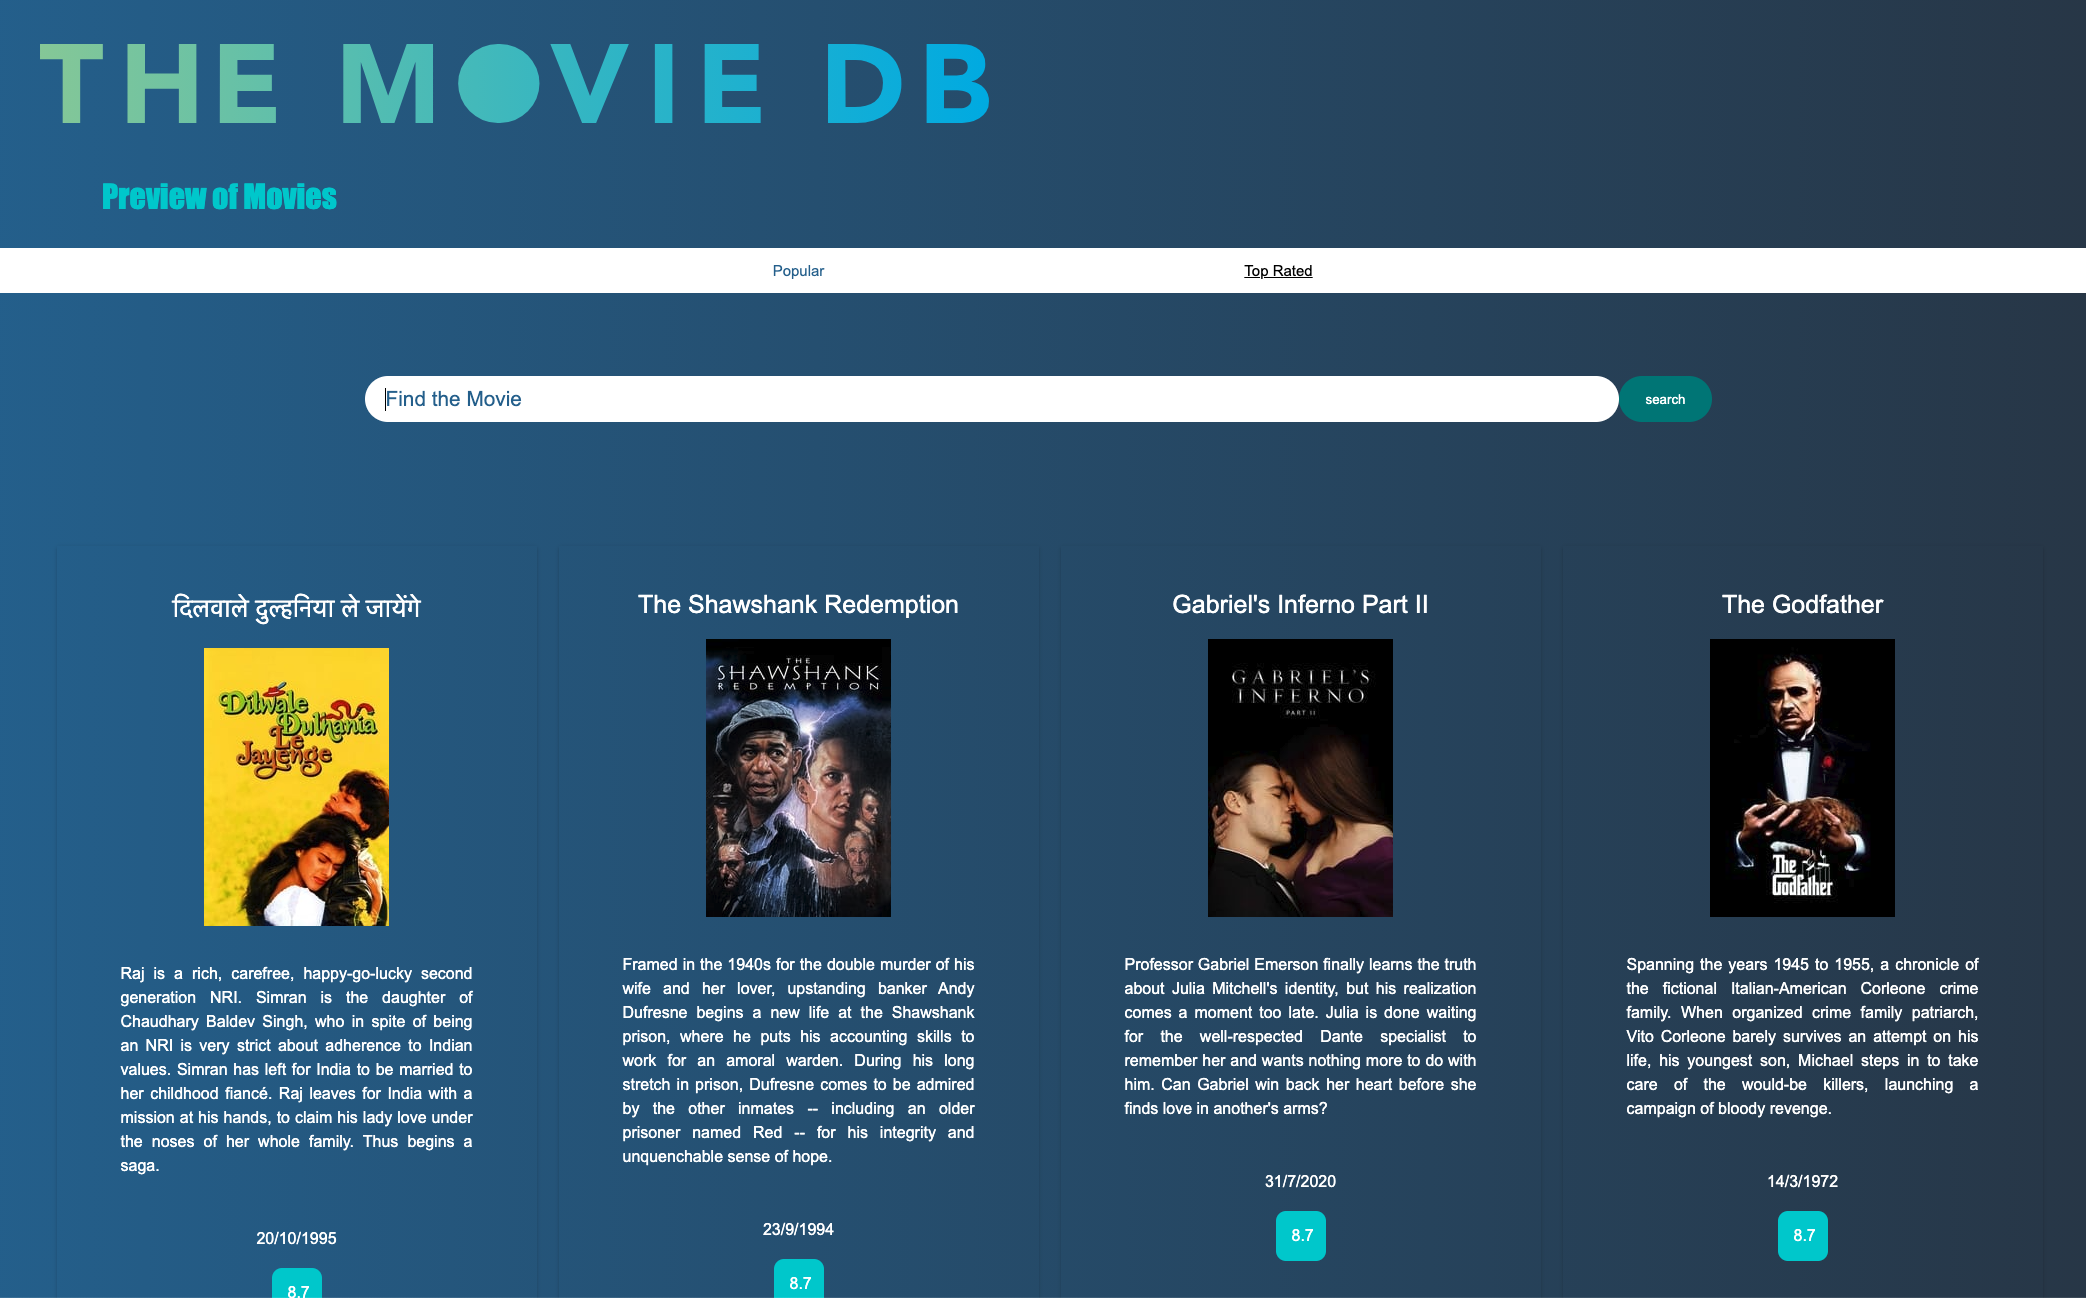 THE MOVIE DB
Preview of Movies
Popular
Top Rated
Find the Movie
search
दिलवाले दुल्हनिया ले जायेंगे
Dilwale
Dulhania
Le
Jayenge
Raj is a rich, carefree, happy-go-lucky second
generation NRI. Simran is the daughter of
Chaudhary Baldev Singh, who in spite of being
an NRI is very strict about adherence to Indian
values. Simran has left for India to be married to
her childhood fiancé. Raj leaves for India with a
mission at his hands, to claim his lady love under
the noses of her whole family. Thus begins a
saga.
20/10/1995
8.7
The Shawshank Redemption
THE
SHAWSHANK
REDEMPTION
Framed in the 1940s for the double murder of his
wife and her lover, upstanding banker Andy
Dufresne begins a new life at the Shawshank
prison, where he puts his accounting skills to
work for an amoral warden. During his long
stretch in prison, Dufresne comes to be admired
by the other inmates -- including an older
prisoner named Red -- for his integrity and
unquenchable sense of hope.
23/9/1994
8.7
Gabriel's Inferno Part II
GABRIEL'S
INFERNO
PART II
Professor Gabriel Emerson finally learns the truth
about Julia Mitchell's identity, but his realization
comes a moment too late. Julia is done waiting
for the well-respected Dante specialist to
remember her and wants nothing more to do with
him. Can Gabriel win back her heart before she
finds love in another's arms?
31/7/2020
8.7
The Godfather
The
Godfather
Spanning the years 1945 to 1955, a chronicle of
the fictional Italian-American Corleone crime
family. When organized crime family patriarch,
Vito Corleone barely survives an attempt on his
life, his youngest son, Michael steps in to take
care of the would-be killers, launching a
campaign of bloody revenge.
14/3/1972
8.7